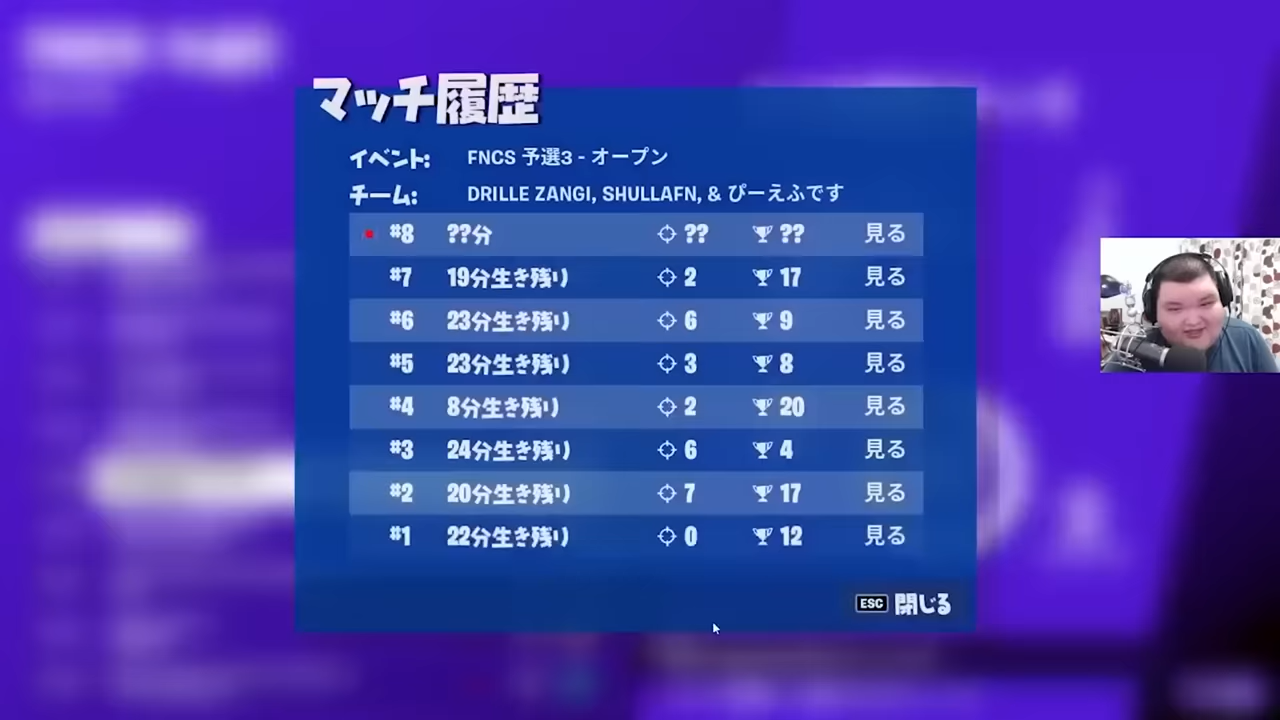 マッチ履歴
イベント: FNCS 予選3 - オープン
チーム: DRILLE ZANGI, SHULLAFN, & ぴーえふです
#8 ??分 ?? ?? 見る
#7 19分生き残り 2 17 見る
#6 23分生き残り 6 9 見る
#5 23分生き残り 3 8 見る
#4 8分生き残り 2 20 見る
#3 24分生き残り 6 4 見る
#2 20分生き残り 7 17 見る
#1 22分生き残り 0 12 見る
ESC 閉じる